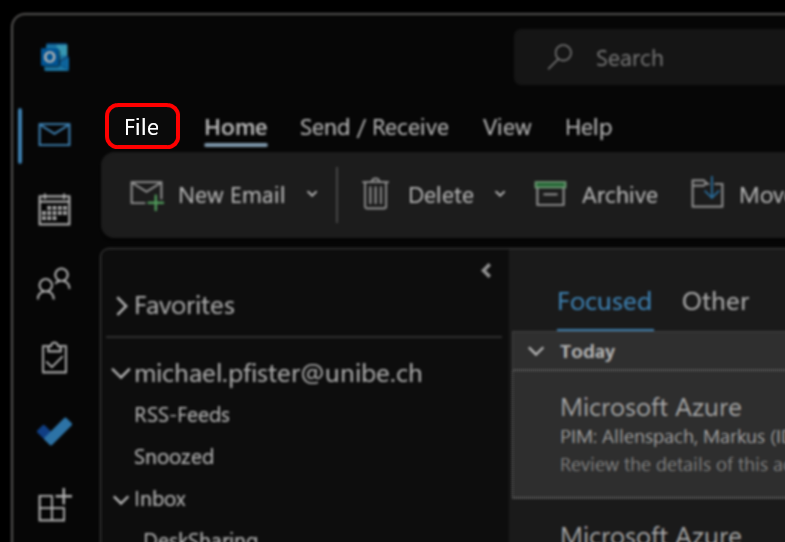 Search
File Home Send / Receive View Help
New Email Delete Archive
Favorites
Focused Other
Today
michael.pfister@unibe.ch
Microsoft Azure
RSS-Feeds
PIM: Allenspach, Markus
Snoozed
Review the details of this
Inbox
DeskSharing
Microsoft Azure